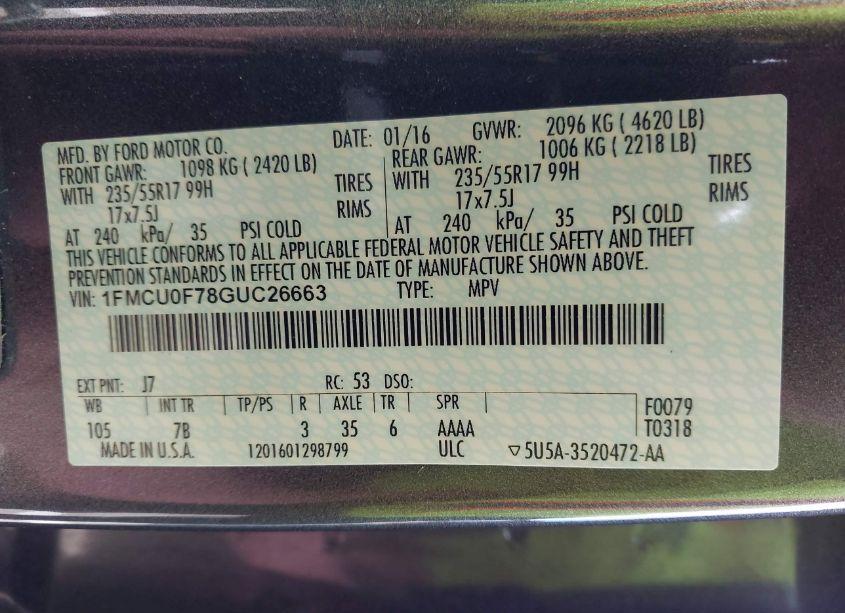 MFD. BY FORD MOTOR CO. DATE: 01/16 GVWR: 2096 KG ( 4620 LB)
FRONT GAWR: 1098 KG ( 2420 LB) REAR GAWR: 1006 KG ( 2218 LB)
WITH 235/55R17 99H TIRES WITH 235/55R17 99H TIRES
17x7.5J RIMS 17x7.5J RIMS
AT 240 kPa/ 35 PSI COLD AT 240 kPa/ 35 PSI COLD
THIS VEHICLE CONFORMS TO ALL APPLICABLE FEDERAL MOTOR VEHICLE SAFETY AND THEFT
PREVENTION STANDARDS IN EFFECT ON THE DATE OF MANUFACTURE SHOWN ABOVE.
VIN: 1FMCU0F78GUC26663 TYPE: MPV
EXT PNT: J7 RC: 53 DSO:
WB INT TR TP/PS R AXLE TR SPR F0079
105 7B 3 35 6 AAAA T0318
MADE IN U.S.A. 1201601298799 ULC ▽5U5A-3520472-AA